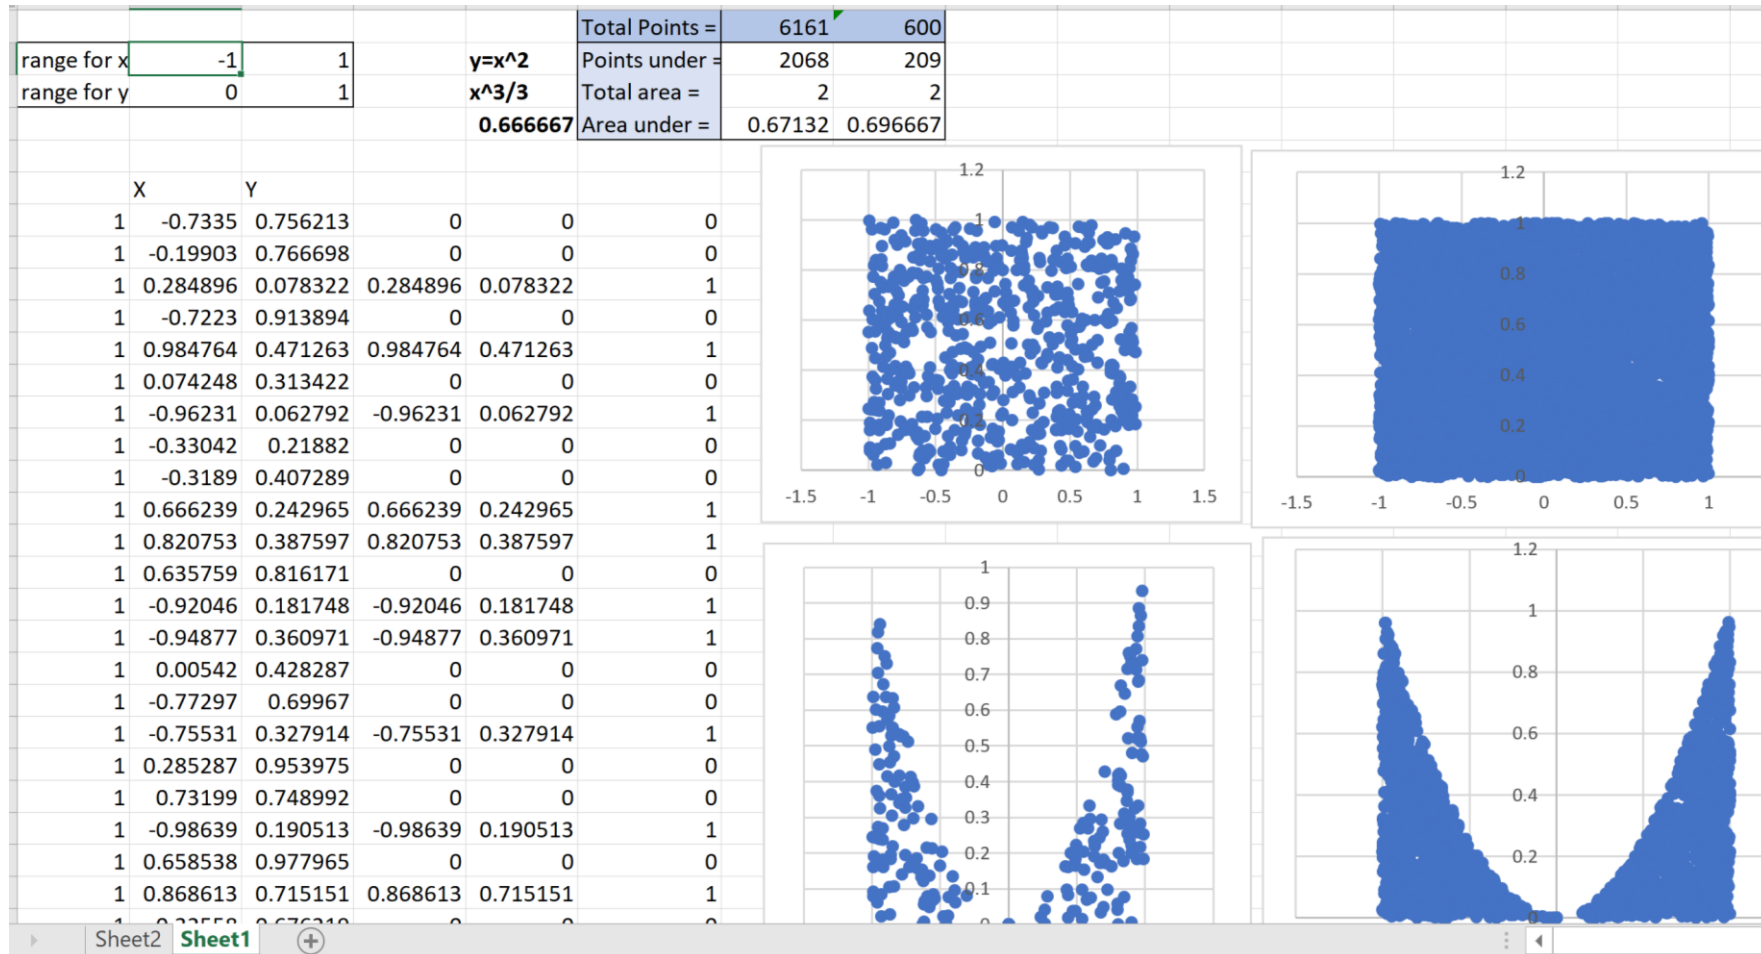 Total Points = 6161 600
range for x -1 1 y=x^2 Points under = 2068 209
range for y 0 1 x^3/3 Total area = 2 2
0.666667 Area under = 0.67132 0.696667
X Y
1 -0.7335 0.756213 0 0 0
1 -0.19903 0.766698 0 0 0
1 0.284896 0.078322 0.284896 0.078322 1
1 -0.7223 0.913894 0 0 0
1 0.984764 0.471263 0.984764 0.471263 1
1 0.074248 0.313422 0 0 0
1 -0.96231 0.062792 -0.96231 0.062792 1
1 -0.33042 0.21882 0 0 0
1 -0.3189 0.407289 0 0 0
1 0.666239 0.242965 0.666239 0.242965 1
1 0.820753 0.387597 0.820753 0.387597 1
1 0.635759 0.816171 0 0 0
1 -0.92046 0.181748 -0.92046 0.181748 1
1 -0.94877 0.360971 -0.94877 0.360971 1
1 0.00542 0.428287 0 0 0
1 -0.77297 0.69967 0 0 0
1 -0.75531 0.327914 -0.75531 0.327914 1
1 0.285287 0.953975 0 0 0
1 0.73199 0.748992 0 0 0
1 -0.98639 0.190513 -0.98639 0.190513 1
1 0.658538 0.977965 0 0 0
1 0.868613 0.715151 0.868613 0.715151 1
1.2
1
0.8
0.6
0.4
0.2
0
-1.5 -1 -0.5 0 0.5 1 1.5
1.2
1
0.8
0.6
0.4
0.2
0
-1.5 -1 -0.5 0 0.5 1
1
0.9
0.8
0.7
0.6
0.5
0.4
0.3
0.2
0.1
0
1.2
1
0.8
0.6
0.4
0.2
0
Sheet2 Sheet1